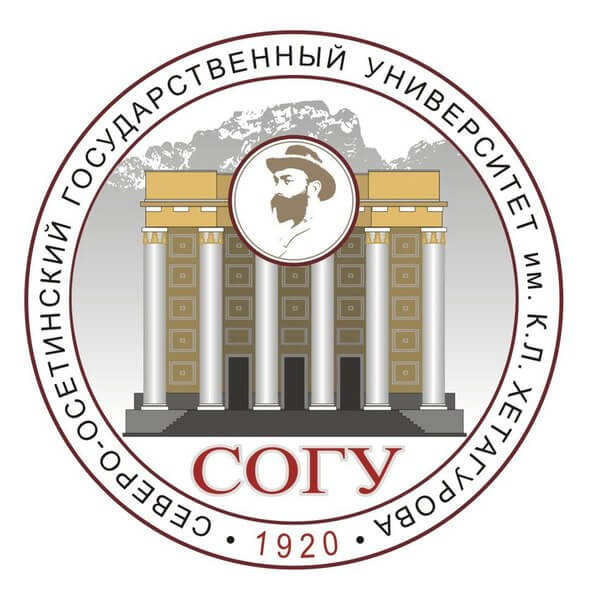 СЕВЕРО-ОСЕТИНСКИЙ ГОСУДАРСТВЕННЫЙ УНИВЕРСИТЕТ им. К.Л. ХЕТАГУРОВА
СОГУ
• 1920 •